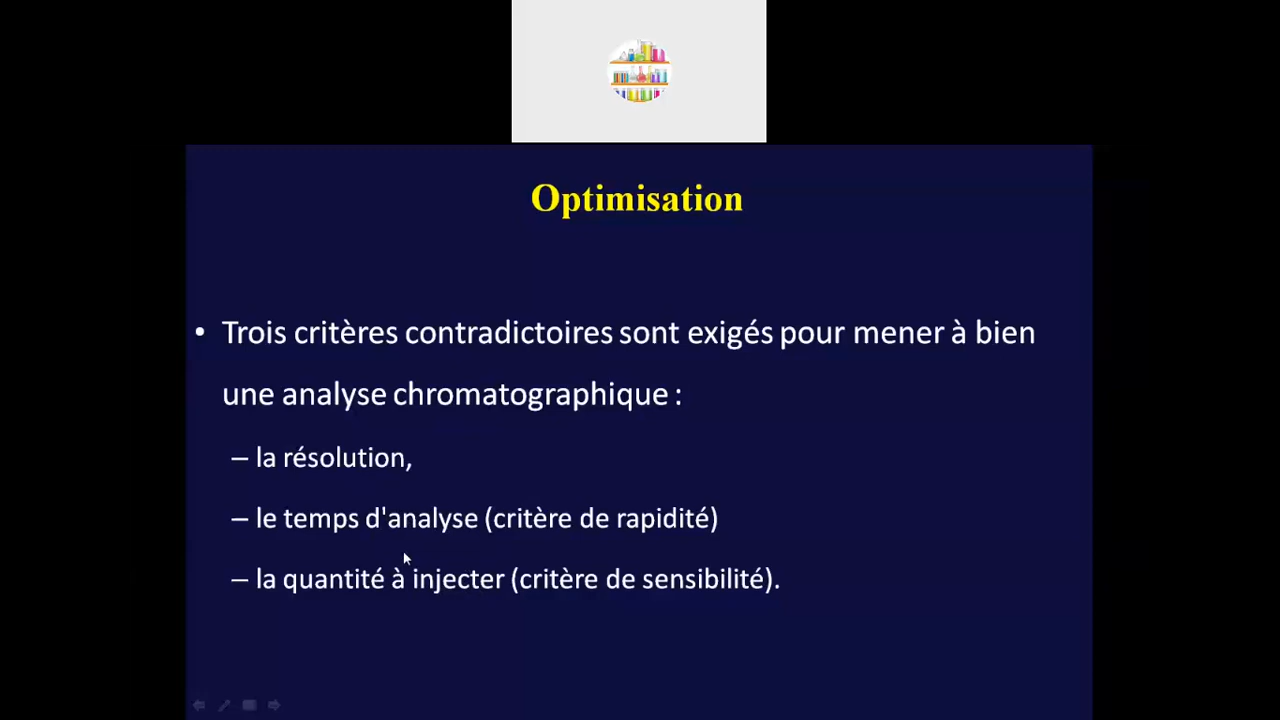 Optimisation
• Trois critères contradictoires sont exigés pour mener à bien
une analyse chromatographique :
– la résolution,
– le temps d'analyse (critère de rapidité)
– la quantité à injecter (critère de sensibilité).